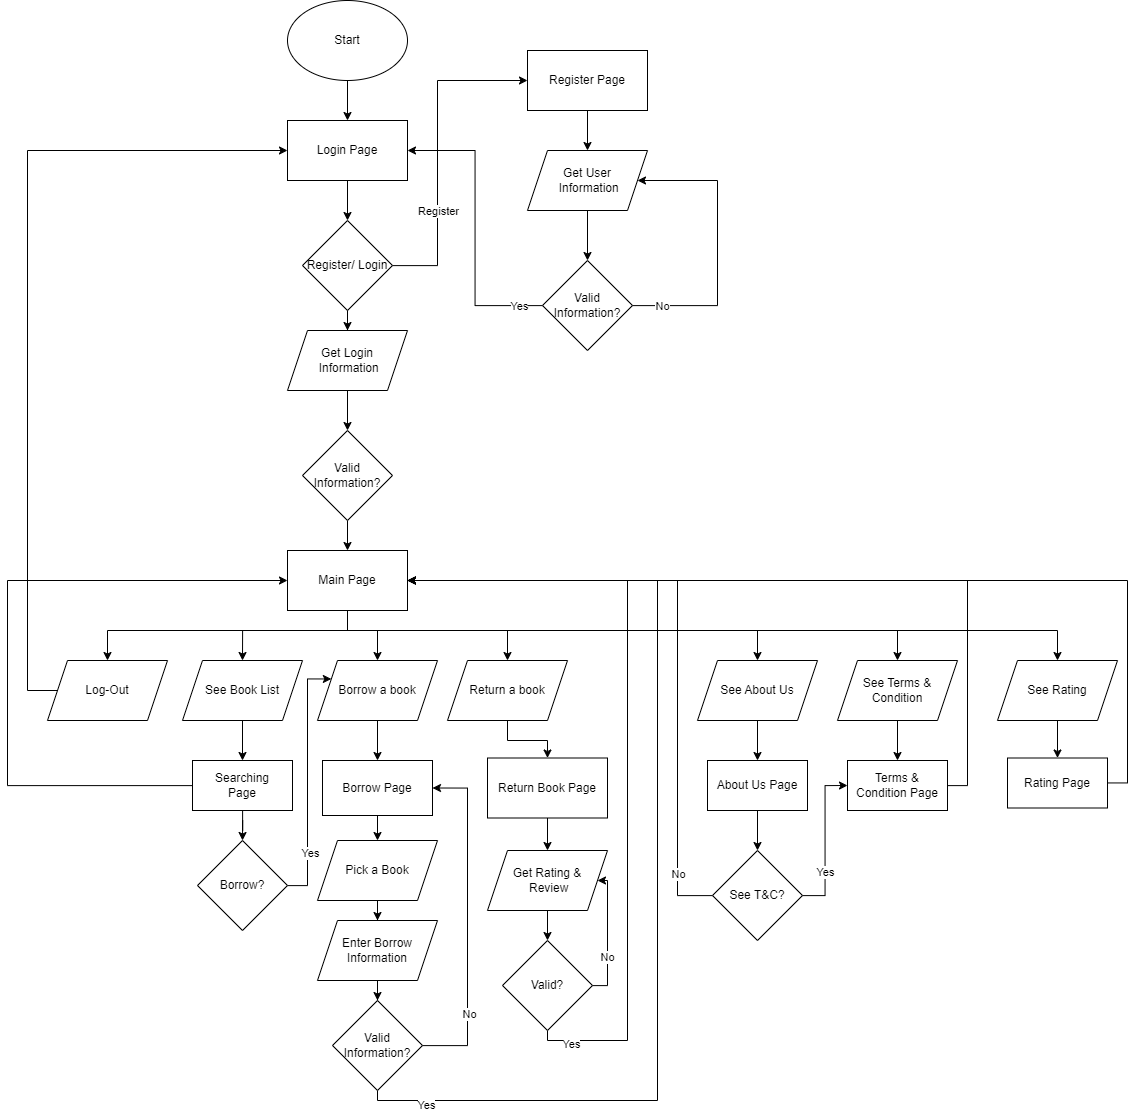 Start
Register Page
Login Page
Get User
Information
Register
Register/ Login
Valid
Information?
Yes
No
Get Login
Information
Valid
Information?
Main Page
Log-Out
See Book List
Borrow a book
Return a book
See About Us
See Terms &
Condition
See Rating
Searching
Page
Borrow Page
Return Book Page
About Us Page
Terms &
Condition Page
Rating Page
Yes
Borrow?
Pick a Book
Get Rating &
Review
No
See T&C?
Yes
Enter Borrow
Information
No
Valid?
No
Valid
Information?
Yes
Yes